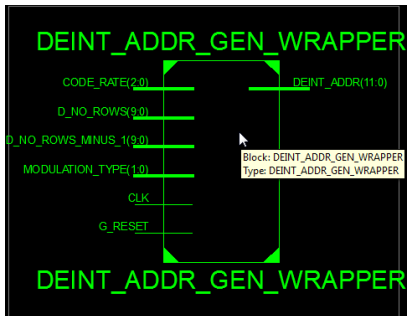 DEINT_ADDR_GEN_WRAPPER
CODE_RATE(2:0)
DEINT_ADDR(11:0)
D_NO_ROWS(9:0)
D_NO_ROWS_MINUS_1(9:0)
MODULATION_TYPE(1:0)
Block: DEINT_ADDR_GEN_WRAPPER
Type: DEINT_ADDR_GEN_WRAPPER
CLK
G_RESET
DEINT_ADDR_GEN_WRAPPER